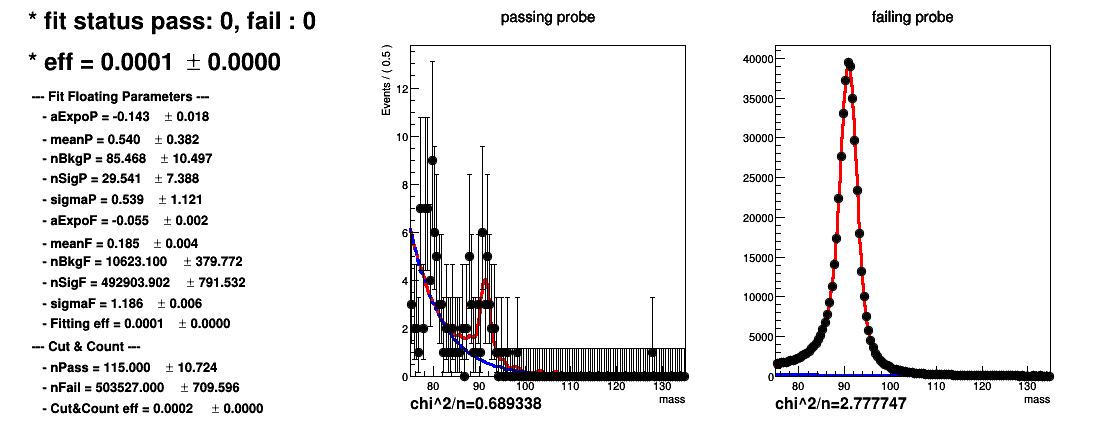 * fit status pass: 0, fail : 0
* eff = 0.0001 ± 0.0000
--- Fit Floating Parameters ---
- aExpoP = -0.143 ± 0.018
- meanP = 0.540 ± 0.382
- nBkgP = 85.468 ± 10.497
- nSigP = 29.541 ± 7.388
- sigmaP = 0.539 ± 1.121
- aExpoF = -0.055 ± 0.002
- meanF = 0.185 ± 0.004
- nBkgF = 10623.100 ± 379.772
- nSigF = 492903.902 ± 791.532
- sigmaF = 1.186 ± 0.006
- Fitting eff = 0.0001 ± 0.0000
--- Cut & Count ---
- nPass = 115.000 ± 10.724
- nFail = 503527.000 ± 709.596
- Cut&Count eff = 0.0002 ± 0.0000
passing probe
Events / ( 0.5 )
12
10
8
6
4
2
0
80 90 100 110 120 130
mass
chi^2/n=0.689338
failing probe
40000
35000
30000
25000
20000
15000
10000
5000
0
80 90 100 110 120 130
mass
chi^2/n=2.777747